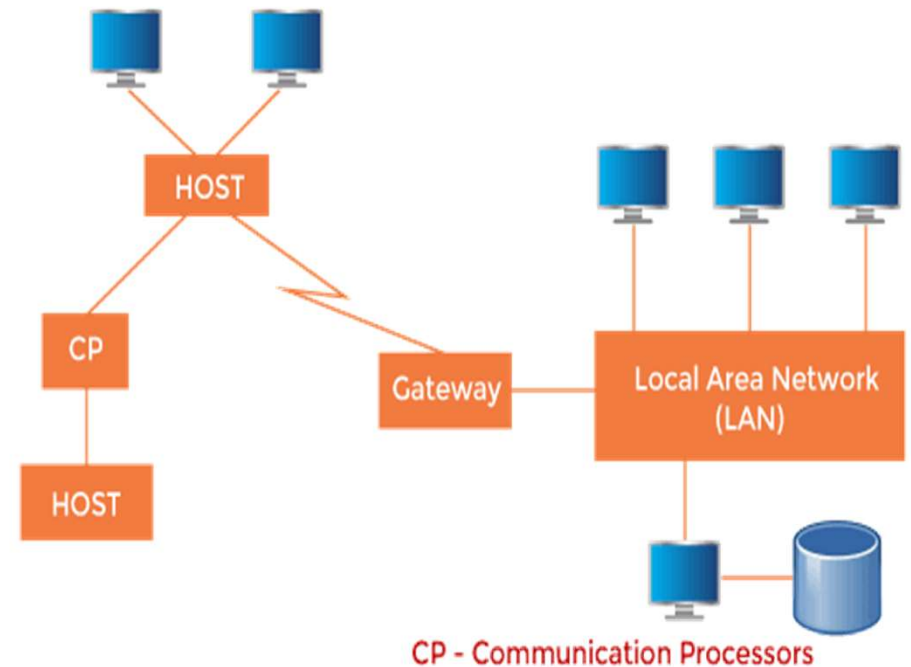 HOST
CP
HOST
Gateway
Local Area Network
(LAN)
CP - Communication Processors